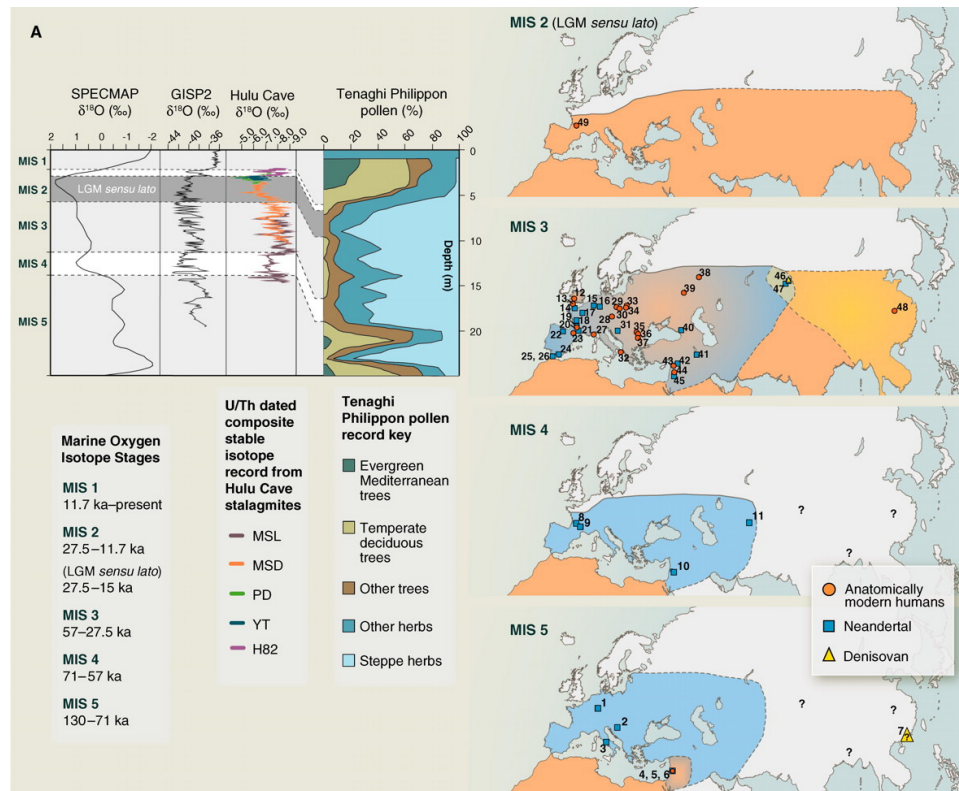 A
SPECMAP
δ18O (‰)
GISP2
δ18O (‰)
Hulu Cave
δ18O (‰)
Tenaghi Philippon
pollen (%)
2 1 0 -1 -2
-44 -40 -36
-5.0 -6.0 -7.0 -8.0 -9.0
0 20 40 60 80 100
MIS 1
MIS 2
LGM sensu lato
MIS 3
MIS 4
MIS 5
0
5
10
15
20
Depth (m)
Marine Oxygen
Isotope Stages
MIS 1
11.7 ka–present
MIS 2
27.5–11.7 ka
(LGM sensu lato)
27.5–15 ka
MIS 3
57–27.5 ka
MIS 4
71–57 ka
MIS 5
130–71 ka
U/Th dated
composite
stable
isotope
record from
Hulu Cave
stalagmites
MSL
MSD
PD
YT
H82
Tenaghi
Philippon pollen
record key
Evergreen
Mediterranean
trees
Temperate
deciduous
trees
Other trees
Other herbs
Steppe herbs
MIS 2 (LGM sensu lato)
49
MIS 3
38
46
47
39
48
12
13
14
15 16 29 33
17 30 34
19 18 28
20 21 31 35 40
22 23 27 36
37
24 32 41
25, 26 43 42
44
45
MIS 4
8
9
11
10
?
?
?
Anatomically
modern humans
Neandertal
Denisovan
MIS 5
1
2
3
4, 5, 6
7
?
?
?
?